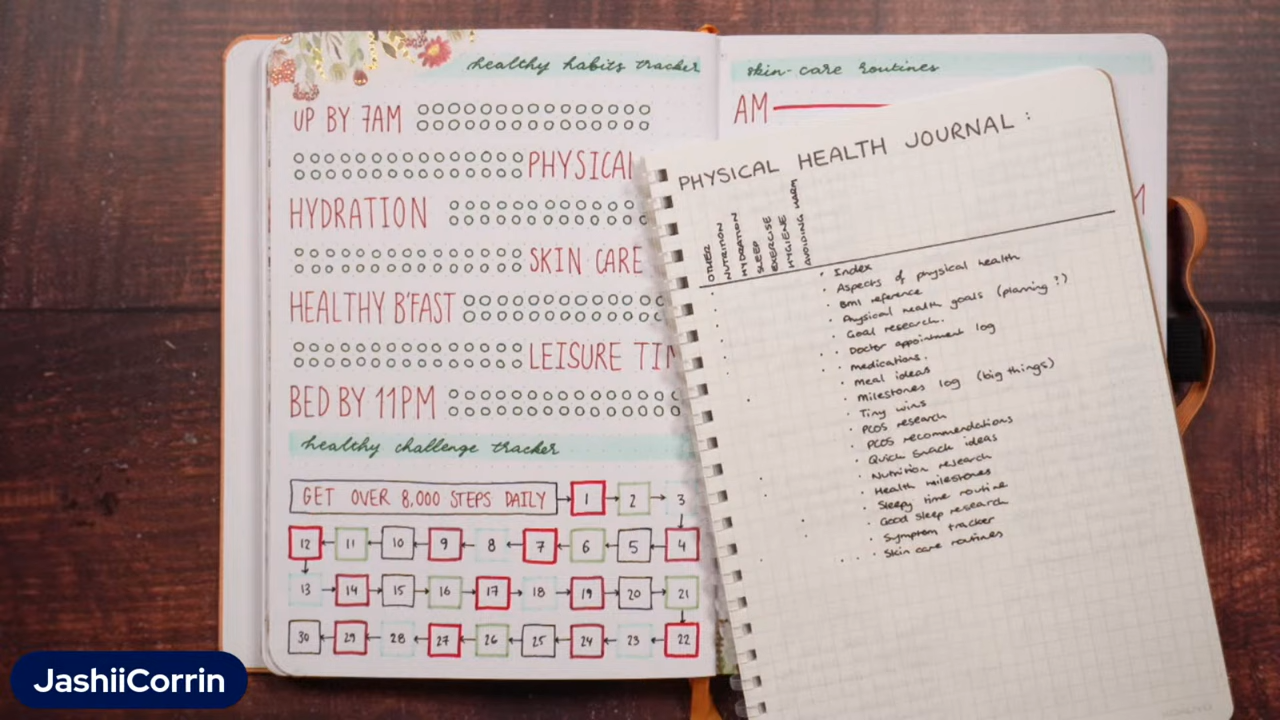 healthy habits tracker
UP BY 7AM
PHYSICAL
HYDRATION
SKIN CARE
HEALTHY B'FAST
LEISURE TIM
BED BY 11PM
healthy challenge tracker
GET OVER 8,000 STEPS DAILY 1 2 3
12 11 10 9 8 7 6 5 4
13 14 15 16 17 18 19 20 21
30 29 28 27 26 25 24 23 22
skin-care routines
AM
PHYSICAL HEALTH JOURNAL:
OTHER
NUTRITION
HYDRATION
SLEEP
EXERCISE
HYGIENE
AVOIDING HARM
• Index
• Aspects of physical health
• BMI reference
• Physical health goals (planning?)
• Goal research.
• Doctor appointment log
• medications.
• Meal ideas
• Milestones log (big things)
• Tiny wins
• PCOS research
• PCOS recommendations
• Quick Snack ideas
• Nutrition research
• Health milestones
• Sleepy time routine
• Good sleep research
• Symptom tracker
• Skin care routines
JashiiCorrin